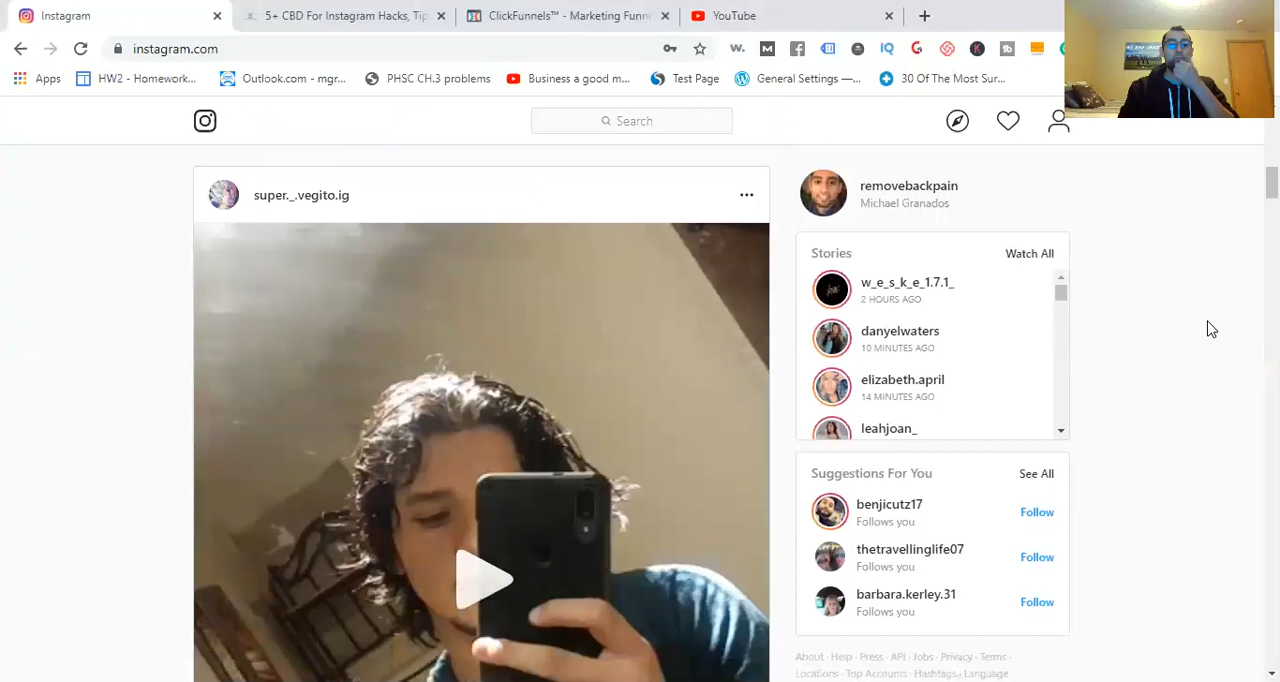 Instagram
5+ CBD For Instagram Hacks, Tip
ClickFunnels™ - Marketing Funne
YouTube
instagram.com
Apps
HW2 - Homework...
Outlook.com - mgr...
PHSC CH.3 problems
Business a good m...
Test Page
General Settings —...
30 Of The Most Sur...
Search
super._.vegito.ig
removebackpain
Michael Granados
Stories
Watch All
w_e_s_k_e_1.7.1_
2 HOURS AGO
danyelwaters
10 MINUTES AGO
elizabeth.april
14 MINUTES AGO
leahjoan_
Suggestions For You
See All
benjicutz17
Follows you
Follow
thetravellinglife07
Follows you
Follow
barbara.kerley.31
Follows you
Follow
About · Help · Press · API · Jobs · Privacy · Terms ·
Locations · Top Accounts · Hashtags · Language